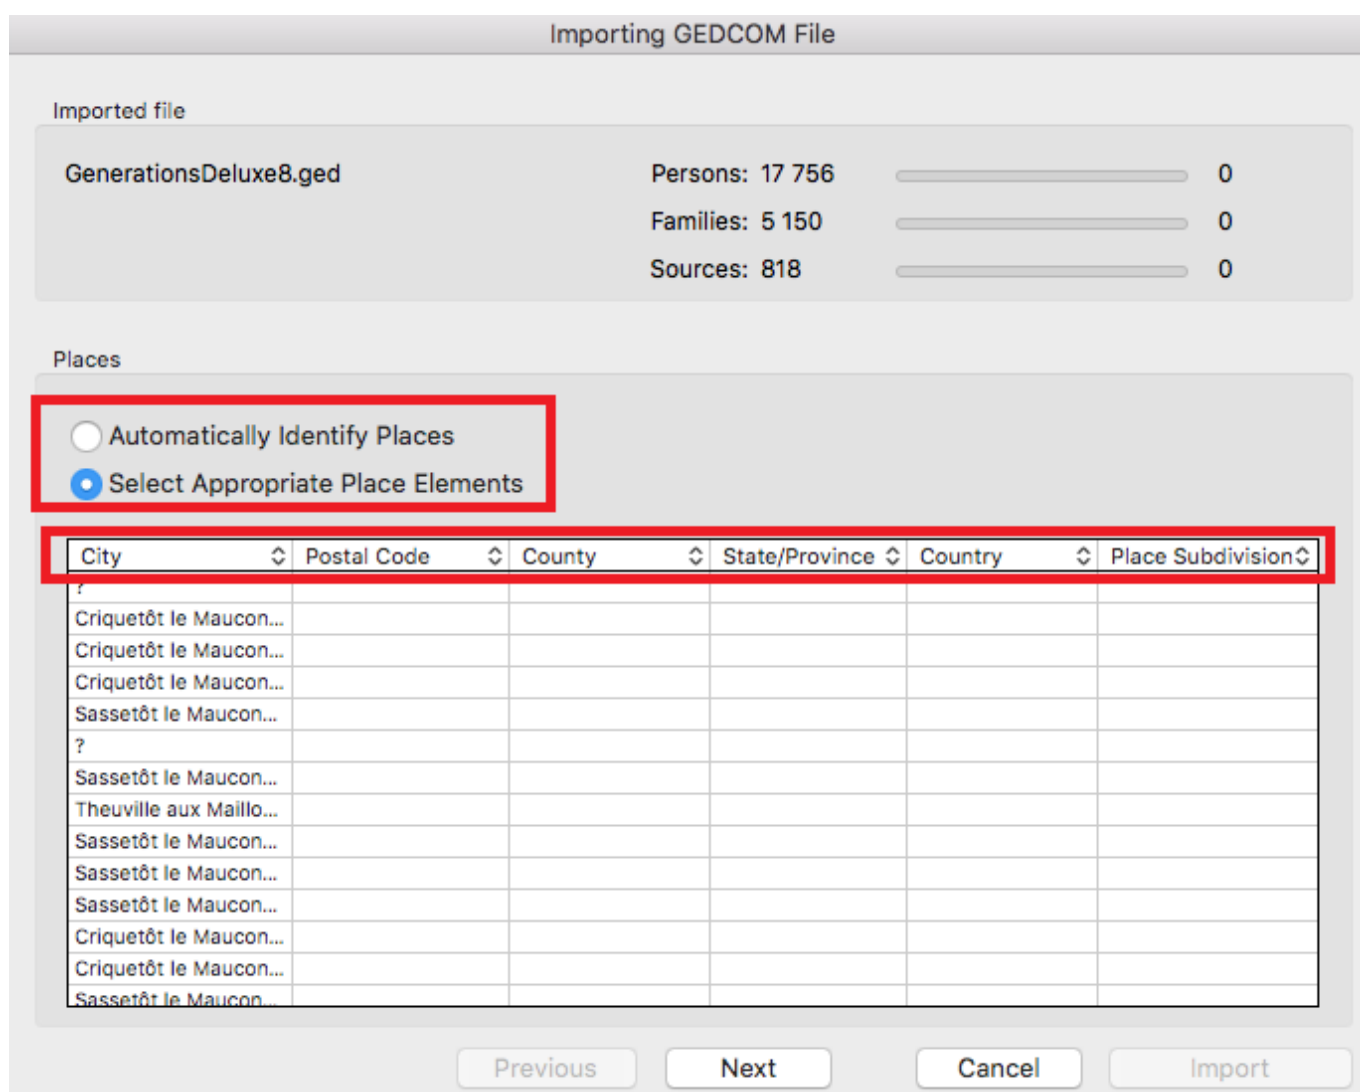 Importing GEDCOM File
Imported file
GenerationsDeluxe8.ged
Persons: 17 756 0
Families: 5 150 0
Sources: 818 0
Places
Automatically Identify Places
Select Appropriate Place Elements
City Postal Code County State/Province Country Place Subdivision
?
Criquetôt le Maucon...
Criquetôt le Maucon...
Criquetôt le Maucon...
Sassetôt le Maucon...
?
Sassetôt le Maucon...
Theuville aux Maillo...
Sassetôt le Maucon...
Sassetôt le Maucon...
Sassetôt le Maucon...
Criquetôt le Maucon...
Criquetôt le Maucon...
Sassetôt le Maucon...
Previous Next Cancel Import